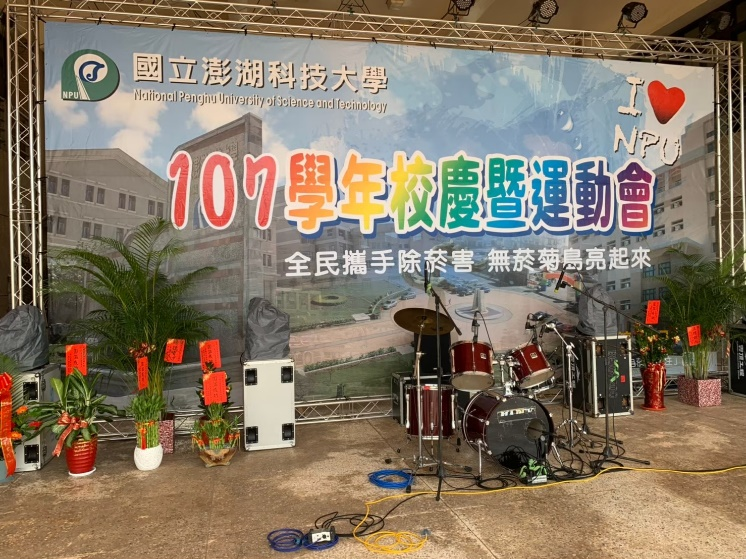 國立澎湖科技大學
National Penghu University of Science and Technology
NPU
I
NPU
107學年校慶暨運動會
全民攜手除菸害 無菸菊島亮起來